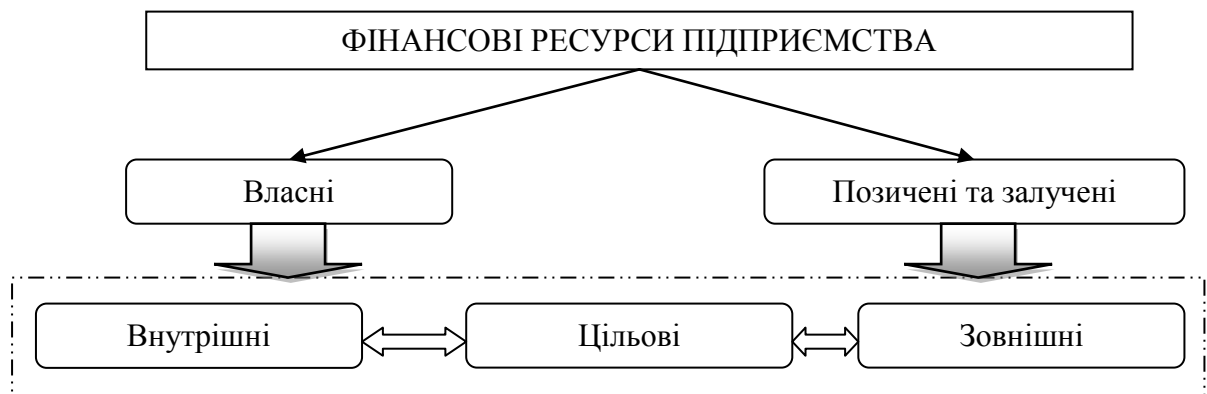 ФІНАНСОВІ РЕСУРСИ ПІДПРИЄМСТВА
Власні
Позичені та залучені
Внутрішні
Цільові
Зовнішні